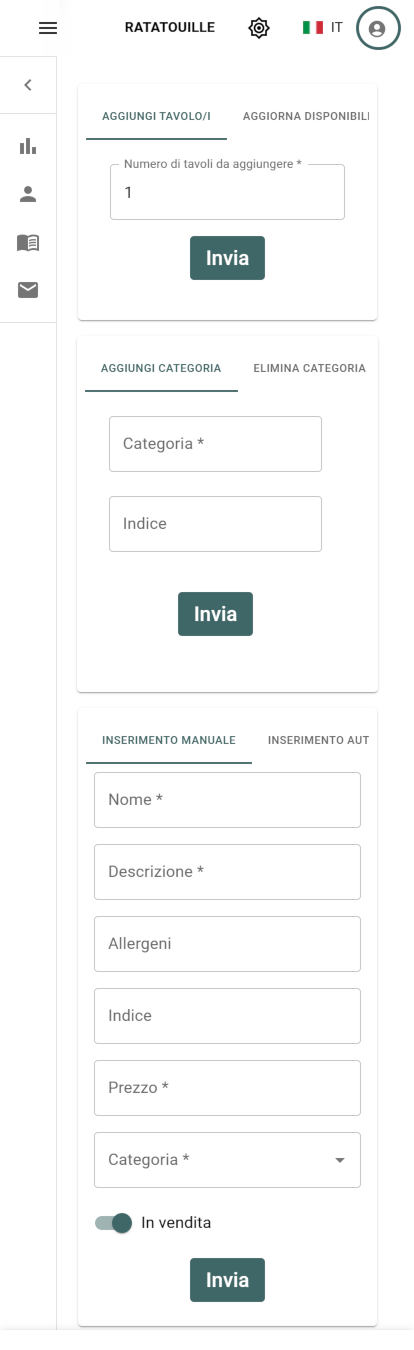 RATATOUILLE
IT
AGGIUNGI TAVOLO/I
AGGIORNA DISPONIBILI
Numero di tavoli da aggiungere *
1
Invia
AGGIUNGI CATEGORIA
ELIMINA CATEGORIA
Categoria *
Indice
Invia
INSERIMENTO MANUALE
INSERIMENTO AUT
Nome *
Descrizione *
Allergeni
Indice
Prezzo *
Categoria *
In vendita
Invia